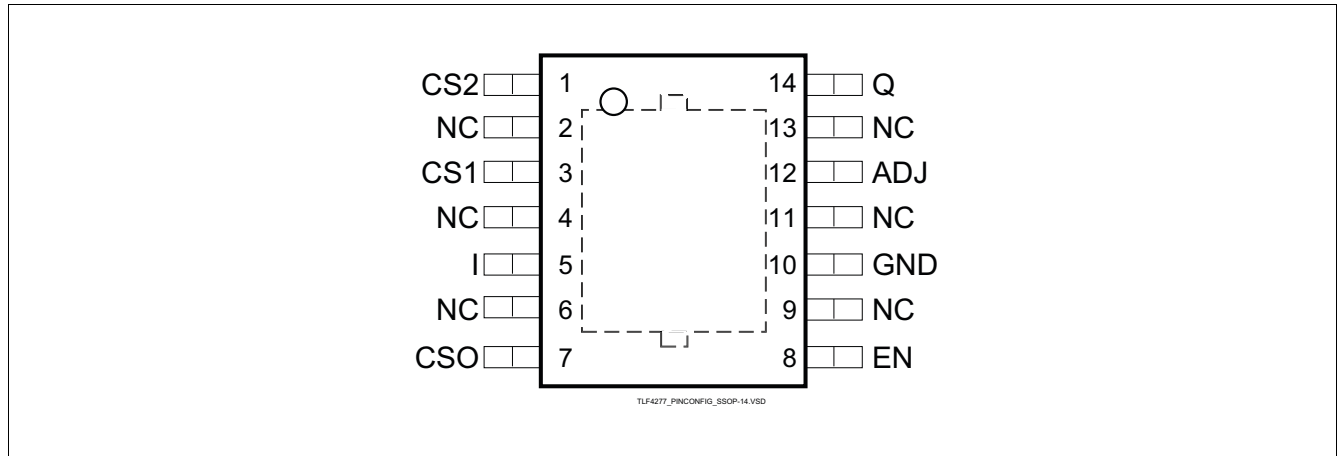 CS2 1 14 Q
NC 2 13 NC
CS1 3 12 ADJ
NC 4 11 NC
I 5 10 GND
NC 6 9 NC
CSO 7 8 EN
TLF4277_PINCONFIG_SSOP-14.VSD